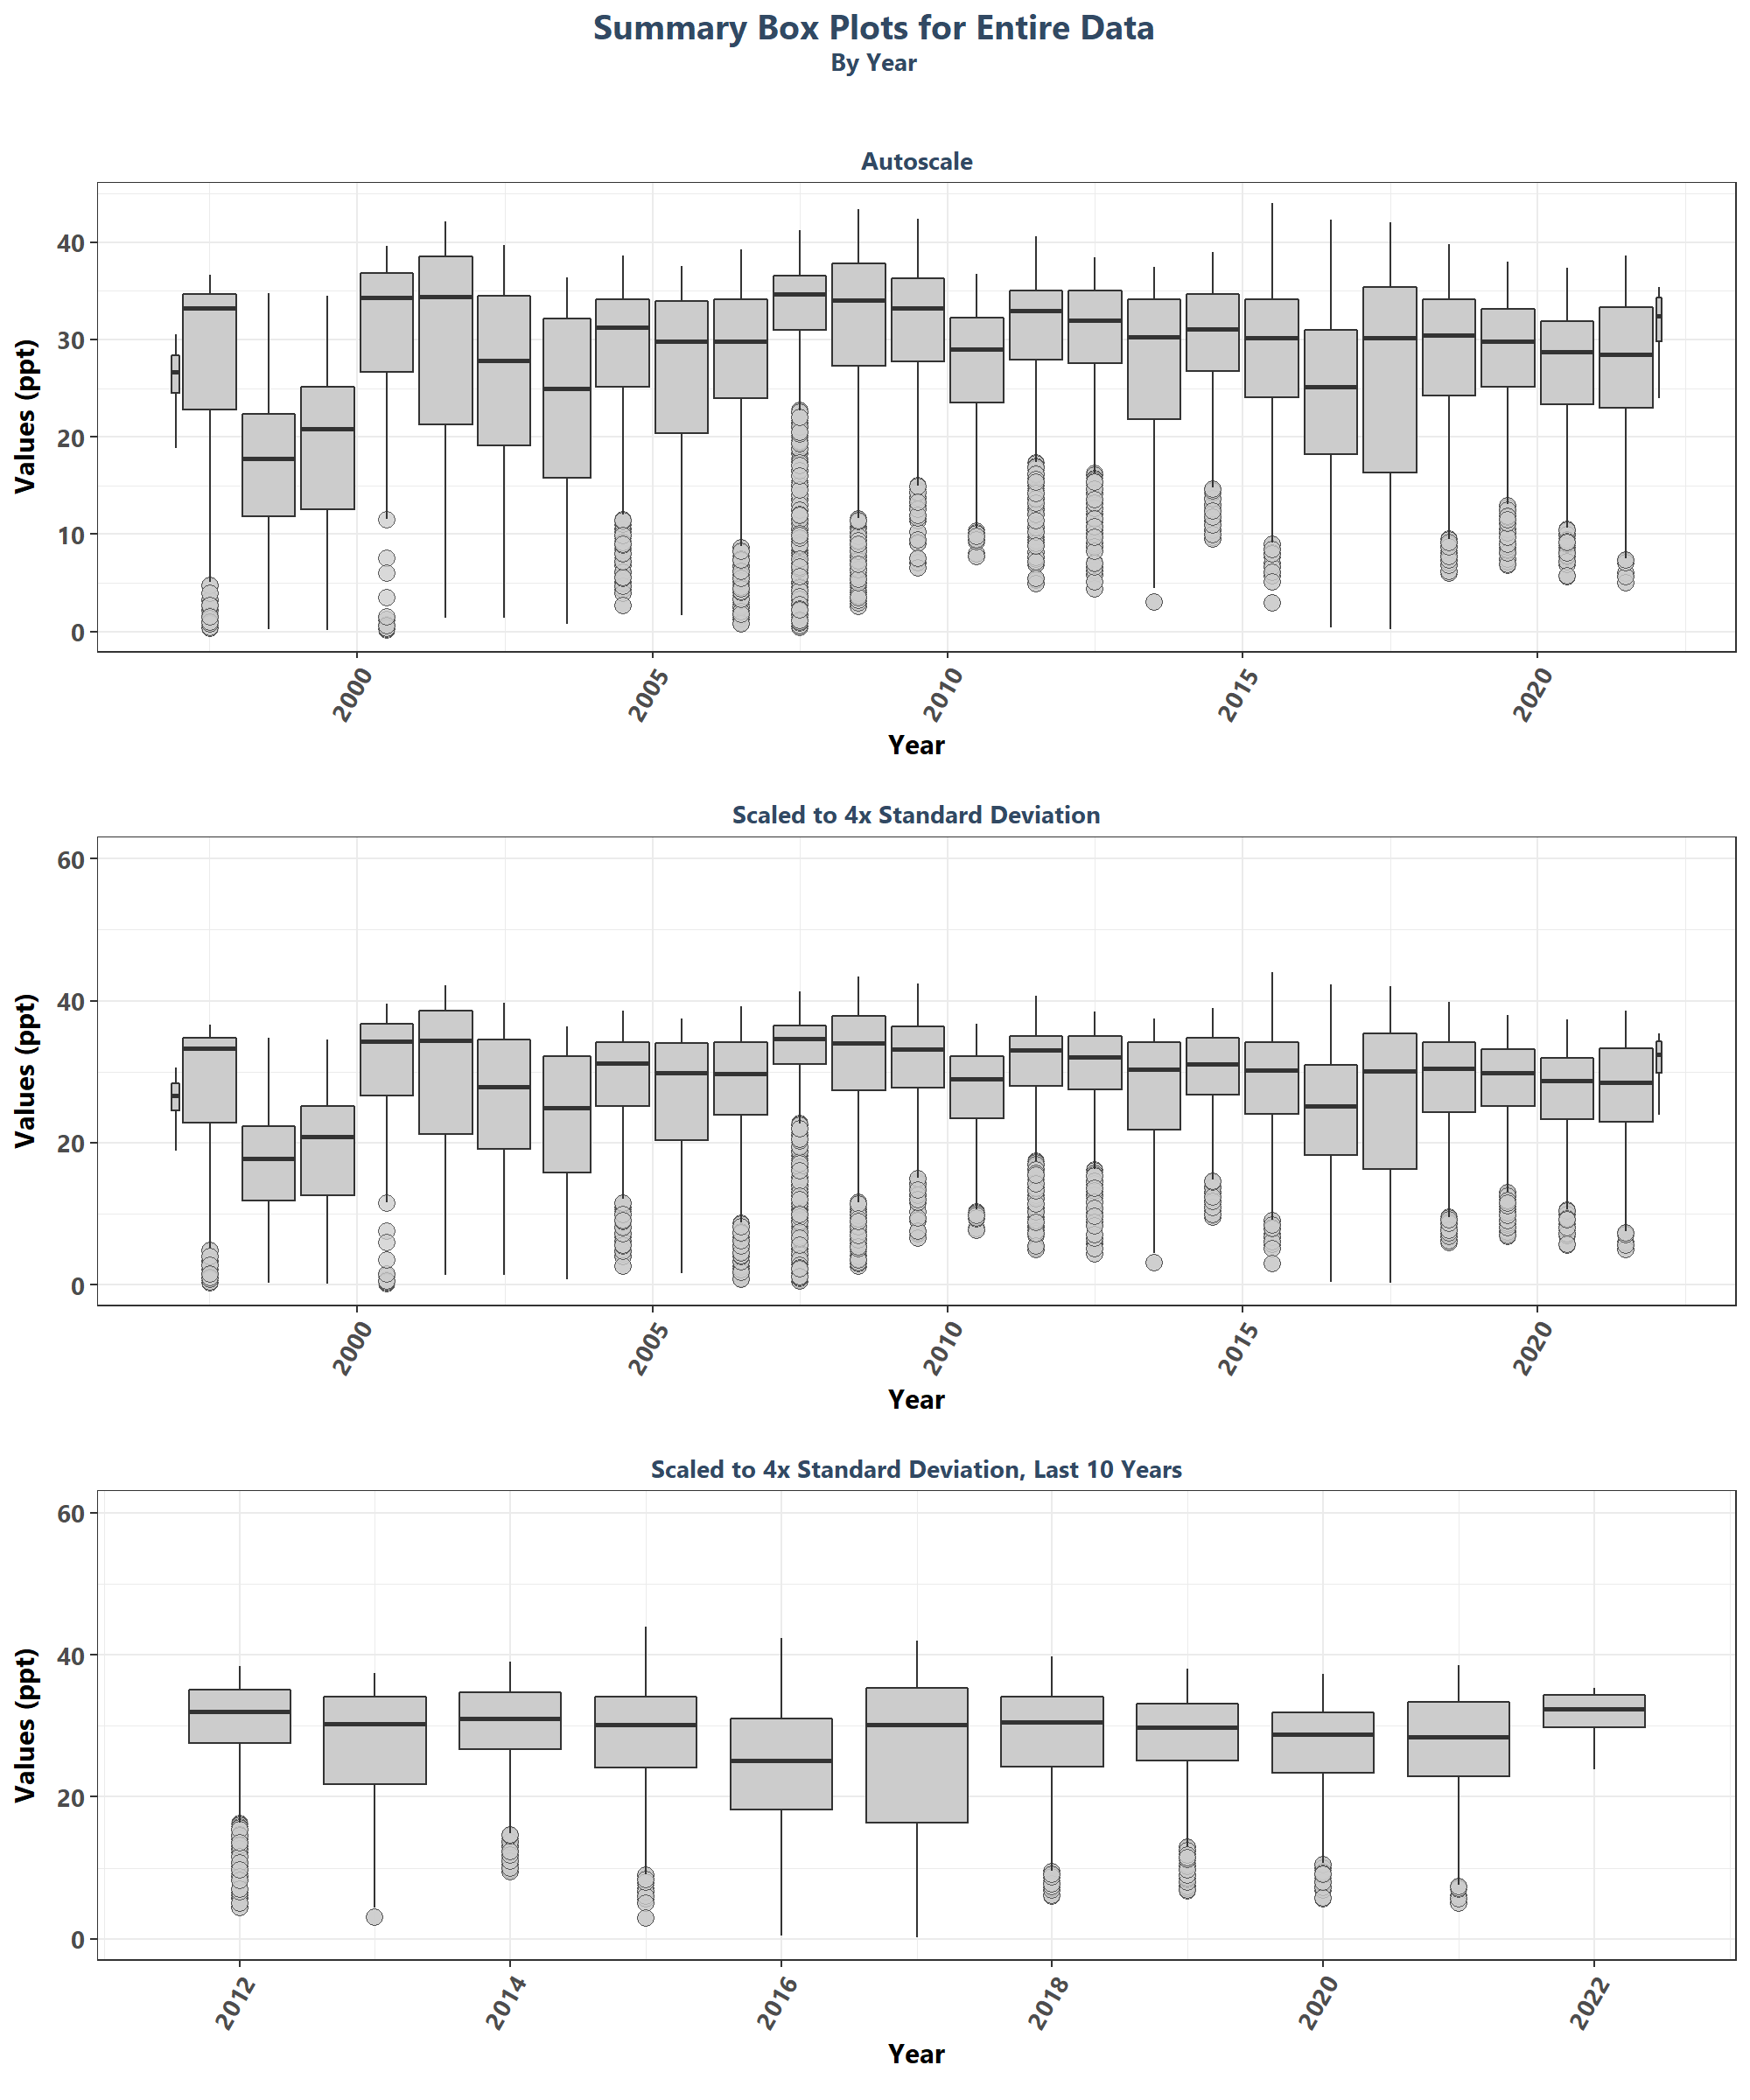 Summary Box Plots for Entire Data
By Year
Autoscale
Values (ppt)
40
30
20
10
0
2000
2005
2010
2015
2020
Year
Scaled to 4x Standard Deviation
Values (ppt)
60
40
20
0
2000
2005
2010
2015
2020
Year
Scaled to 4x Standard Deviation, Last 10 Years
Values (ppt)
60
40
20
0
2012
2014
2016
2018
2020
2022
Year